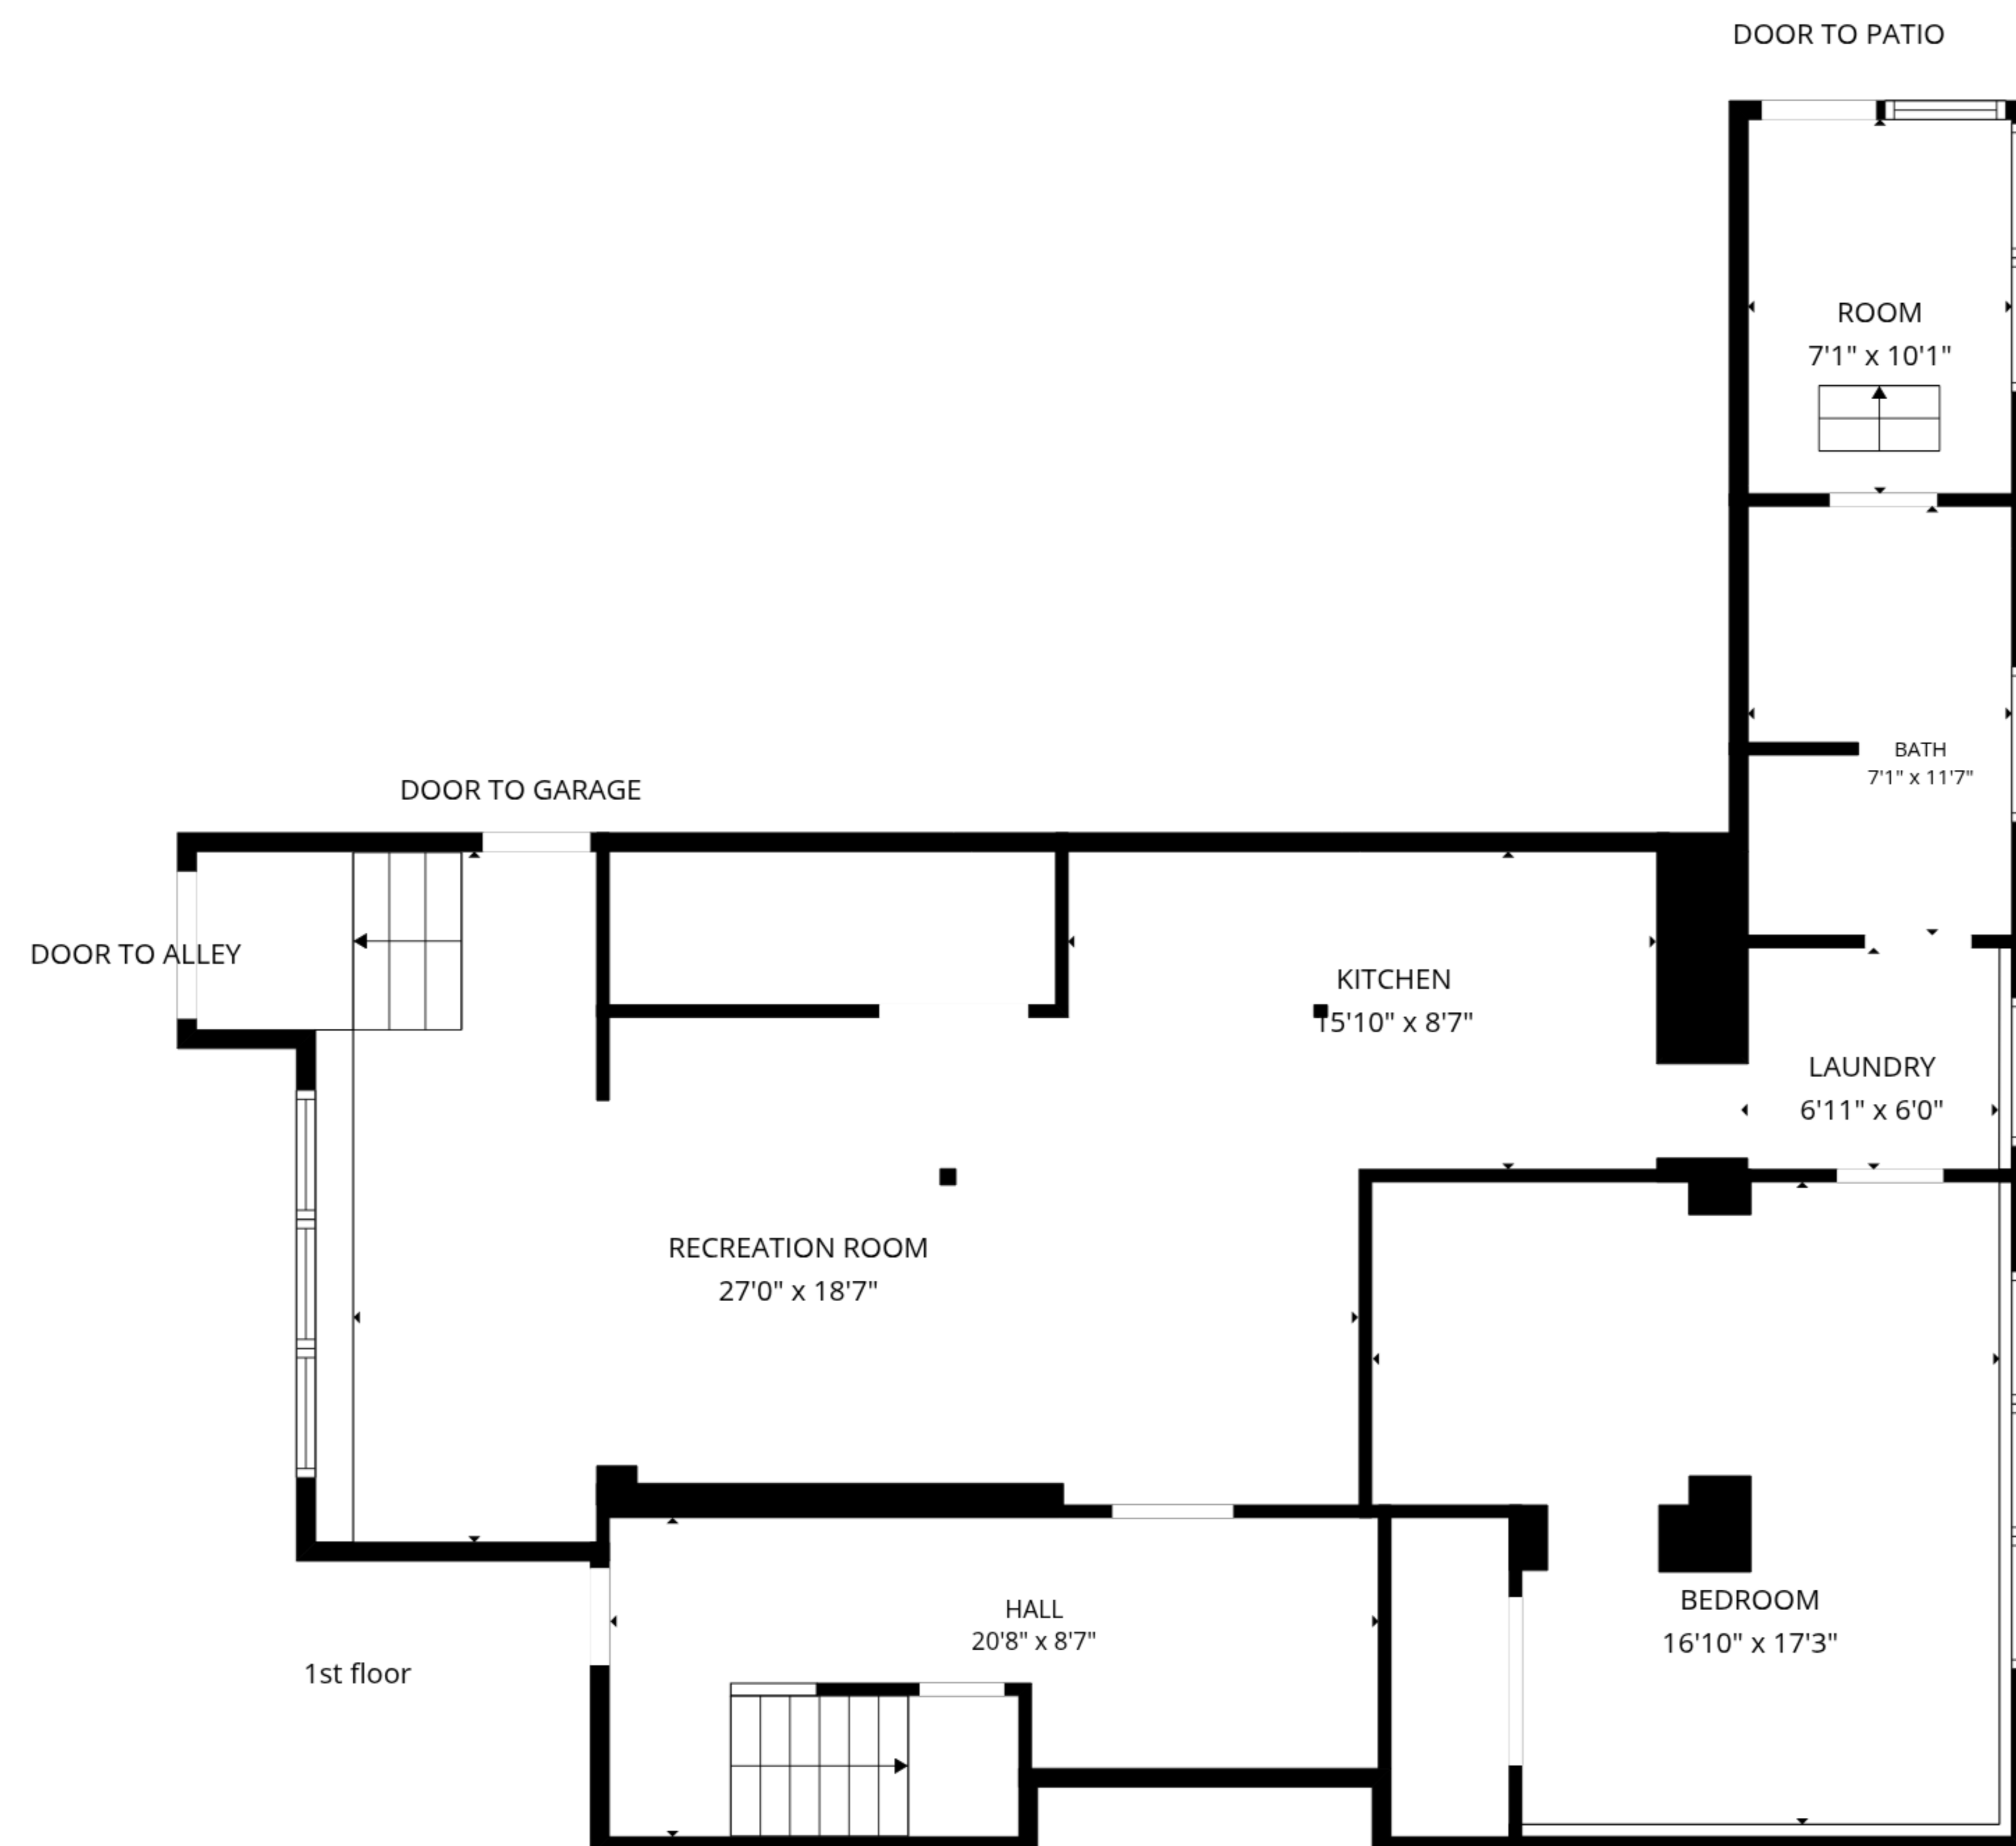 DOOR TO PATIO
ROOM
7'1" x 10'1"
BATH
7'1" x 11'7"
DOOR TO GARAGE
DOOR TO ALLEY
KITCHEN
15'10" x 8'7"
LAUNDRY
6'11" x 6'0"
RECREATION ROOM
27'0" x 18'7"
HALL
20'8" x 8'7"
BEDROOM
16'10" x 17'3"
1st floor